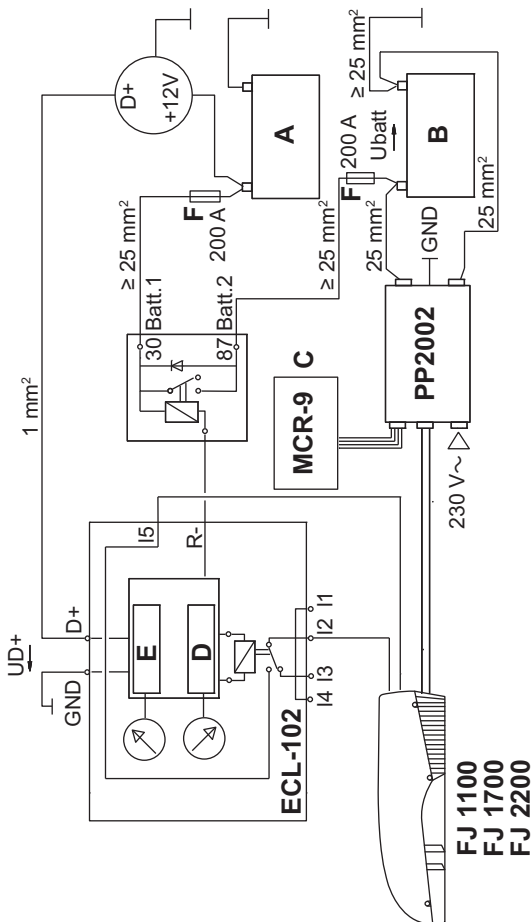 D+
+12V
1 mm²
≥ 25 mm²
F
200 A
A
30
Batt.1
87
Batt.2
≥ 25 mm²
F
200 A
Ubatt
≥ 25 mm²
B
25 mm²
25 mm²
GND
PP2002
230 V~
MCR-9
C
UD+
GND
D+
I5
R-
E
D
ECL-102
I4
I3
I2
I1
FJ 1100
FJ 1700
FJ 2200